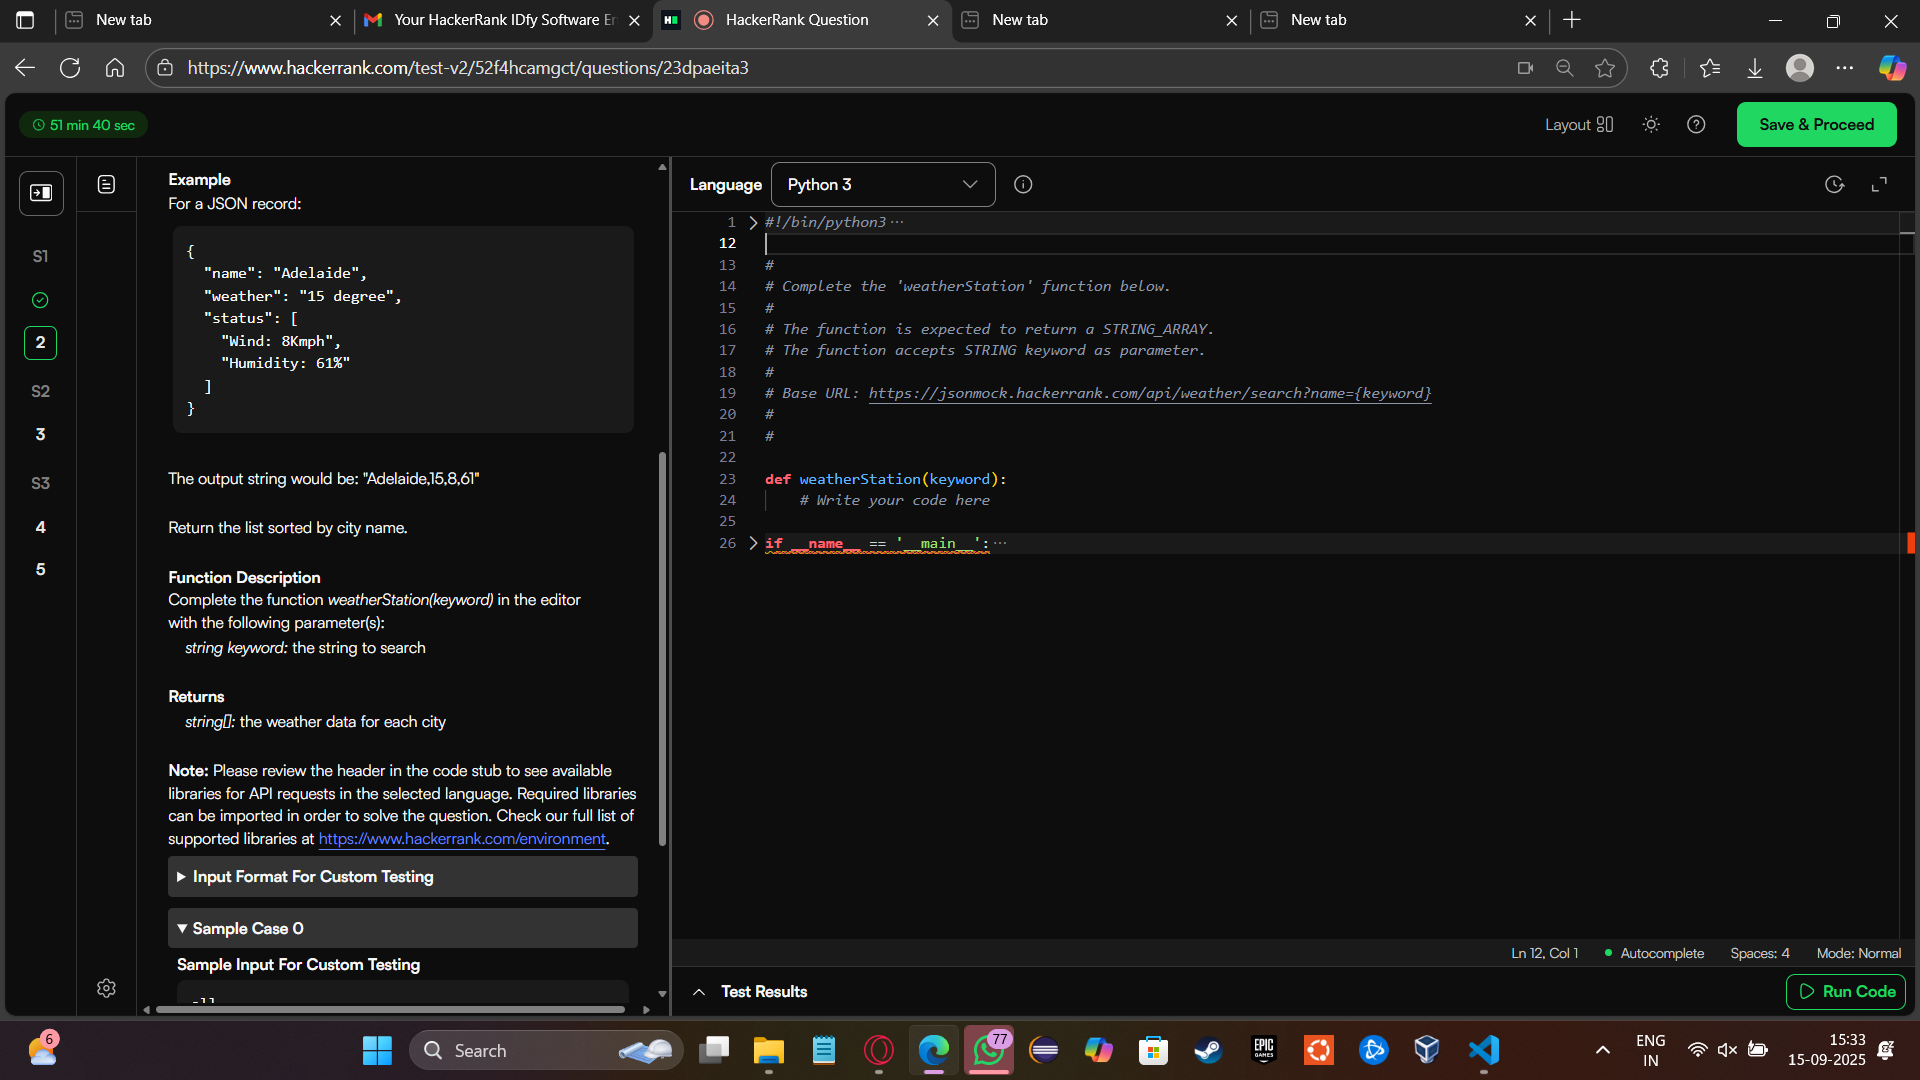 New tab
Your HackerRank IDfy Software En
HackerRank Question
New tab
New tab
https://www.hackerrank.com/test-v2/52f4hcamgct/questions/23dpaeita3
51 min 40 sec
Layout
Save & Proceed
S1
2
S2
3
S3
4
5
Example
For a JSON record:
{
"name": "Adelaide",
"weather": "15 degree",
"status": [
"Wind: 8Kmph",
"Humidity: 61%"
]
}
The output string would be: "Adelaide,15,8,61"
Return the list sorted by city name.
Function Description
Complete the function weatherStation(keyword) in the editor
with the following parameter(s):
string keyword: the string to search
Returns
string[]: the weather data for each city
Note: Please review the header in the code stub to see available
libraries for API requests in the selected language. Required libraries
can be imported in order to solve the question. Check our full list of
supported libraries at https://www.hackerrank.com/environment.
Input Format For Custom Testing
Sample Case 0
Sample Input For Custom Testing
Language
Python 3
1 #!/bin/python3 ···
12
13 #
14 # Complete the 'weatherStation' function below.
15 #
16 # The function is expected to return a STRING_ARRAY.
17 # The function accepts STRING keyword as parameter.
18 #
19 # Base URL: https://jsonmock.hackerrank.com/api/weather/search?name={keyword}
20 #
21 #
22
23 def weatherStation(keyword):
24 # Write your code here
25
26 if __name__ == '__main__': ···
Ln 12, Col 1
Autocomplete
Spaces: 4
Mode: Normal
Test Results
Run Code
6
Search
77
EPIC
GAMES
ENG
IN
15:33
15-09-2025